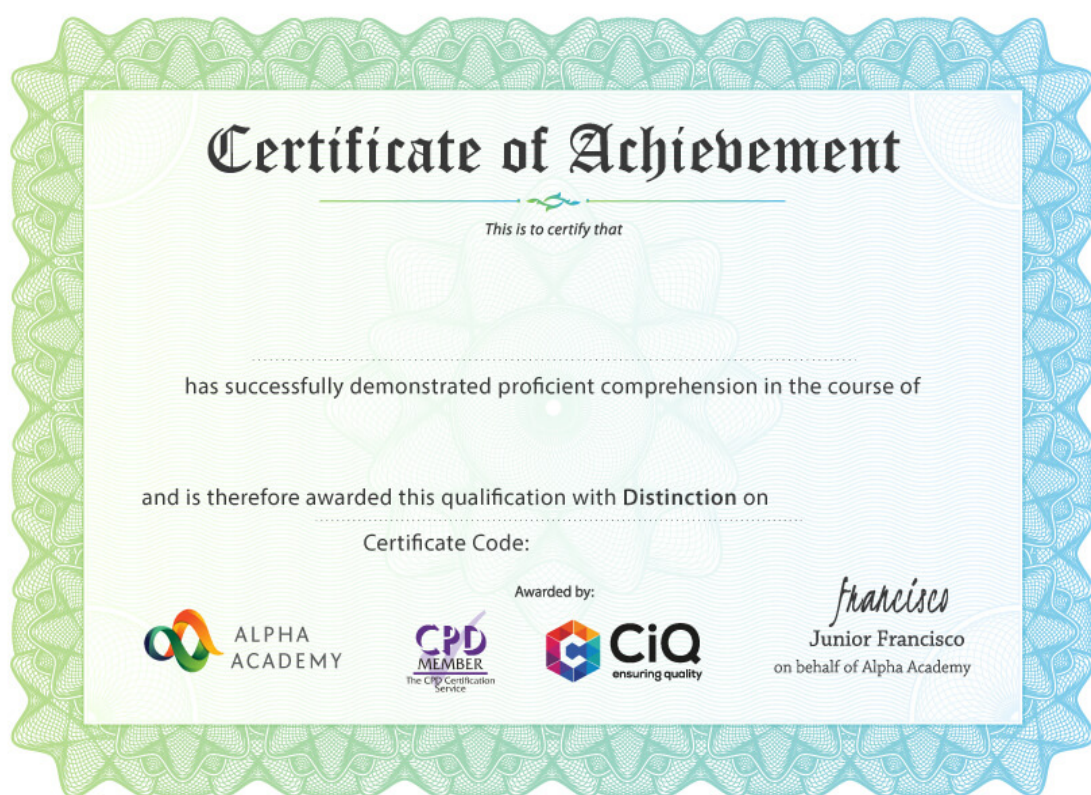 Certificate of Achievement
This is to certify that
has successfully demonstrated proficient comprehension in the course of
and is therefore awarded this qualification with Distinction on
Certificate Code:
Awarded by:
ALPHA
ACADEMY
CPD
MEMBER
The CPD Certification
Service
CiQ
ensuring quality
Francisco
Junior Francisco
on behalf of Alpha Academy